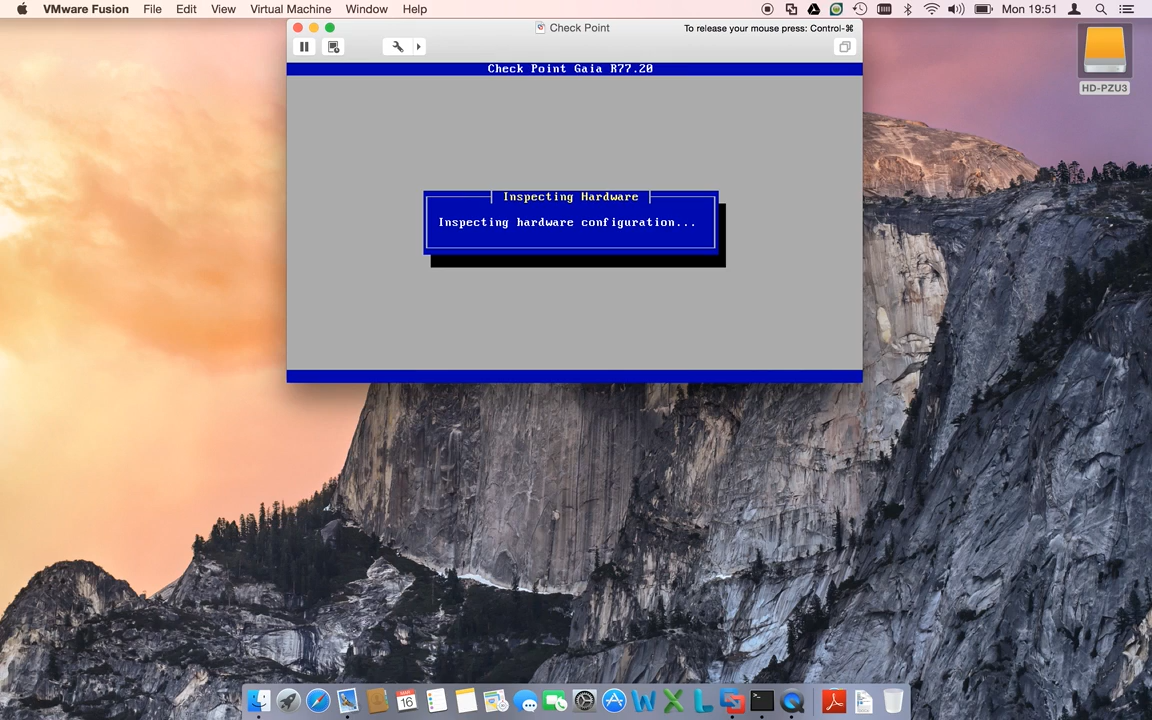 VMware Fusion File Edit View Virtual Machine Window Help Mon 19:51
Check Point To release your mouse press: Control-⌘
Check Point Gaia R77.20
HD-PZU3
Inspecting Hardware
Inspecting hardware configuration...
16